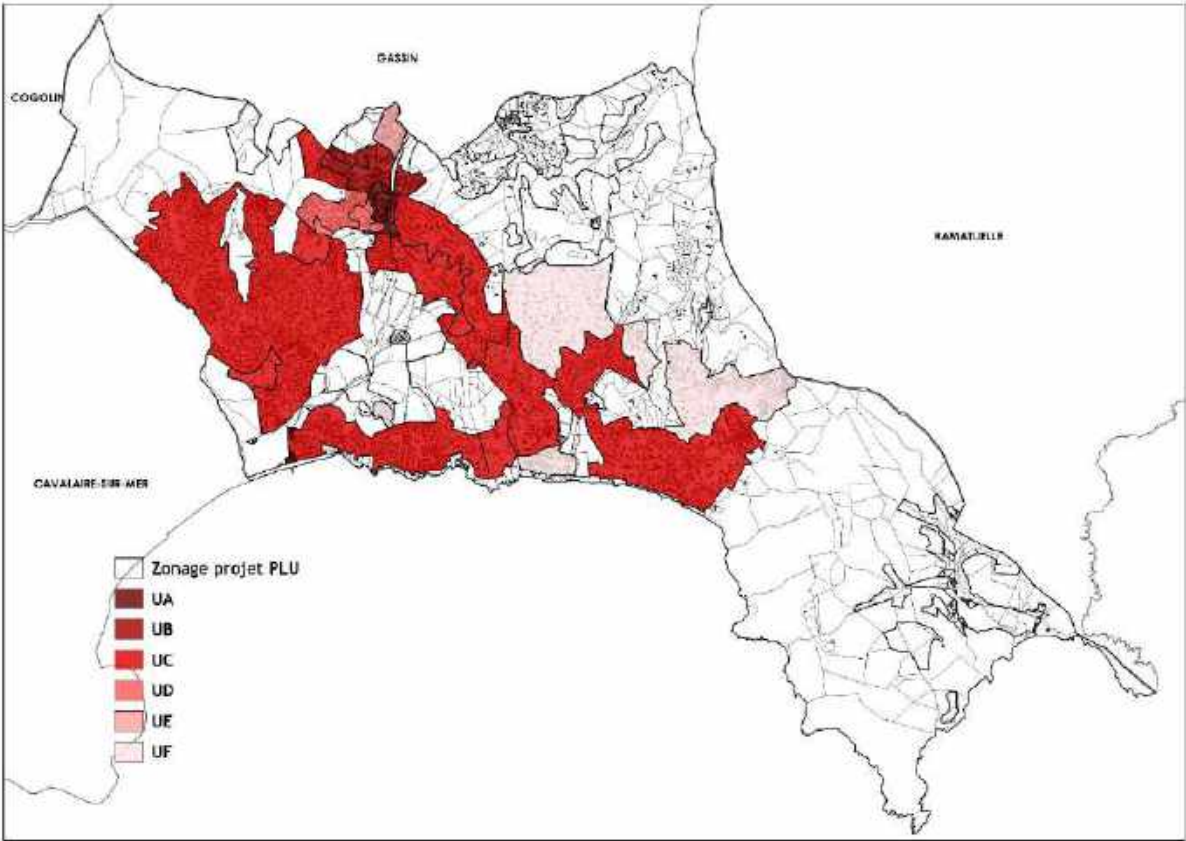 GASSIN
COGOLIN
RAMATUELLE
CAVALAIRE-SUR-MER
Zonage projet PLU
UA
UB
UC
UD
UE
UF